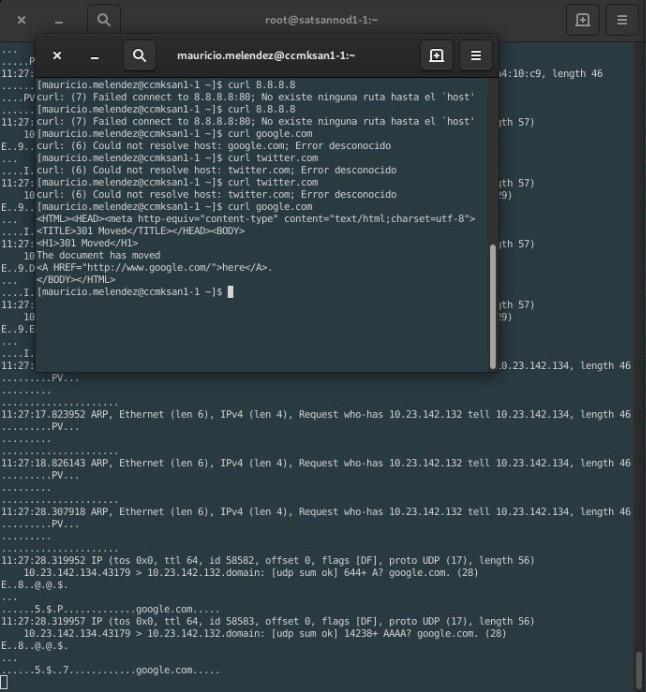 root@satsannod1-1:~
mauricio.melendez@ccmksan1-1:~
[mauricio.melendez@ccmksan1-1 ~]$ curl 8.8.8.8
curl: (7) Failed connect to 8.8.8.8:80; No existe ninguna ruta hasta el `host'
[mauricio.melendez@ccmksan1-1 ~]$ curl 8.8.8.8
curl: (7) Failed connect to 8.8.8.8:80; No existe ninguna ruta hasta el `host'
[mauricio.melendez@ccmksan1-1 ~]$ curl google.com
curl: (6) Could not resolve host: google.com; Error desconocido
[mauricio.melendez@ccmksan1-1 ~]$ curl twitter.com
curl: (6) Could not resolve host: twitter.com; Error desconocido
[mauricio.melendez@ccmksan1-1 ~]$ curl twitter.com
curl: (6) Could not resolve host: twitter.com; Error desconocido
[mauricio.melendez@ccmksan1-1 ~]$ curl google.com
<HTML><HEAD><meta http-equiv="content-type" content="text/html;charset=utf-8">
<TITLE>301 Moved</TITLE></HEAD><BODY>
<H1>301 Moved</H1>
The document has moved
<A HREF="http://www.google.com/">here</A>.
</BODY></HTML>
[mauricio.melendez@ccmksan1-1 ~]$
...
.....P
11:27: 4:10:c9, length 46
......
....PV
......
11:27: gth 57)
10
E..9..
...
....I.
11:27: gth 57)
10 29)
E..9.
...
....I.
11:27: gth 57)
10
E..9.D
...
....I.
11:27: gth 57)
10 29)
E..9.E
...
....I.
11:27: 10.23.142.134, length 46
.........PV...
.........
.....................
11:27:17.823952 ARP, Ethernet (len 6), IPv4 (len 4), Request who-has 10.23.142.132 tell 10.23.142.134, length 46
.........PV...
.........
.....................
11:27:18.826143 ARP, Ethernet (len 6), IPv4 (len 4), Request who-has 10.23.142.132 tell 10.23.142.134, length 46
.........PV...
.........
.....................
11:27:28.307918 ARP, Ethernet (len 6), IPv4 (len 4), Request who-has 10.23.142.132 tell 10.23.142.134, length 46
.........PV...
.........
.....................
11:27:28.319952 IP (tos 0x0, ttl 64, id 58582, offset 0, flags [DF], proto UDP (17), length 56)
10.23.142.134.43179 > 10.23.142.132.domain: [udp sum ok] 644+ A? google.com. (28)
E..8..@.@.$.
...
......5.$.P.............google.com.....
11:27:28.319957 IP (tos 0x0, ttl 64, id 58583, offset 0, flags [DF], proto UDP (17), length 56)
10.23.142.134.43179 > 10.23.142.132.domain: [udp sum ok] 14238+ AAAA? google.com. (28)
E..8..@.@.$.
...
......5.$..7............google.com.....